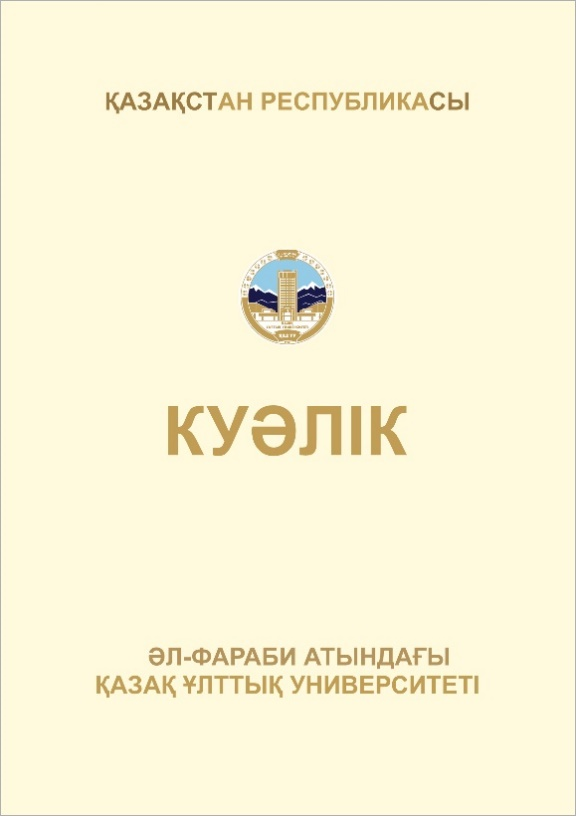 ҚАЗАҚСТАН РЕСПУБЛИКАСЫ
КУӘЛІК
ӘЛ-ФАРАБИ АТЫНДАҒЫ
ҚАЗАҚ ҰЛТТЫҚ УНИВЕРСИТЕТІ